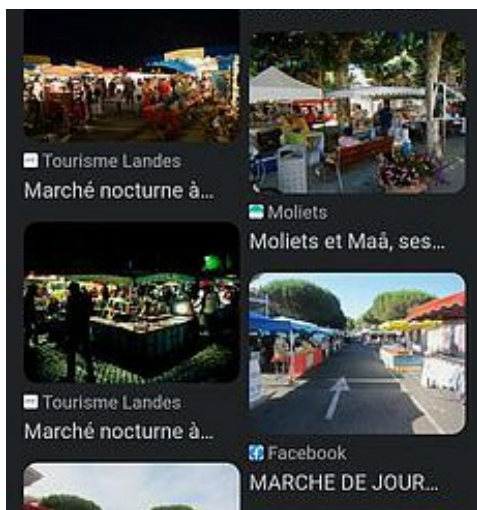 Tourisme Landes
Marché nocturne à...
Moliets
Moliets et Maâ, ses...
Tourisme Landes
Marché nocturne à...
Facebook
MARCHE DE JOUR...